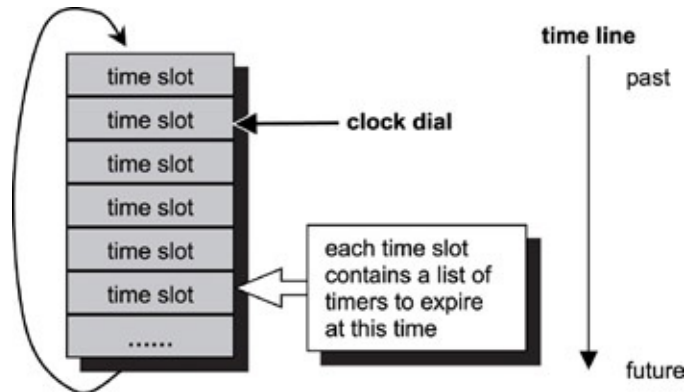 time slot
time slot
time slot
time slot
time slot
time slot
......
clock dial
each time slot
contains a list of
timers to expire
at this time
time line
past
future